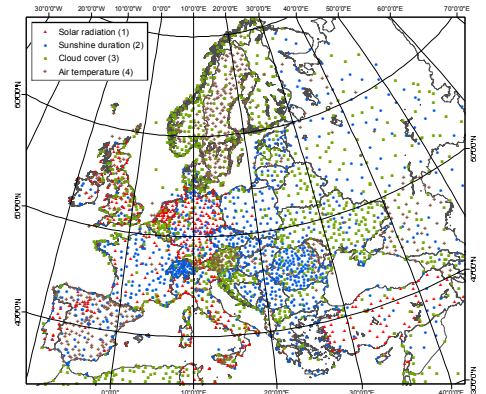 30°0'0"W 20°0'0"W 10°0'0"W 0°0'0" 10°0'0"E 20°0'0"E 30°0'0"E 40°0'0"E 50°0'0"E 60°0'0"E 70°0'0"E
Solar radiation (1)
Sunshine duration (2)
Cloud cover (3)
Air temperature (4)
60°0'0"N
50°0'0"N
50°0'0"N
40°0'0"N
40°0'0"N
30°0'0"N
0°0'0" 10°0'0"E 20°0'0"E 30°0'0"E 40°0'0"E